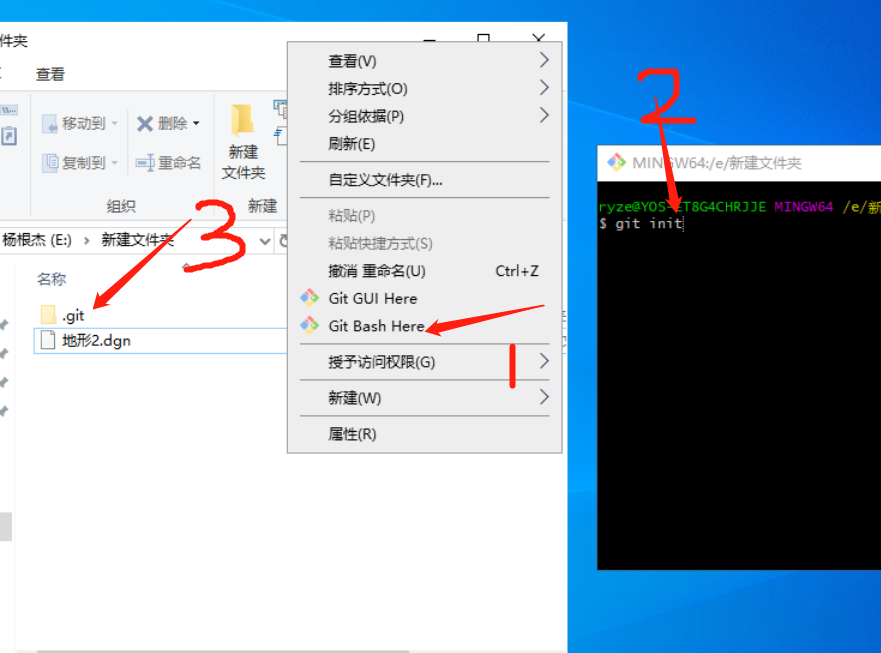 件夹
查看
移动到
删除
复制到
重命名
新建
文件夹
组织
新建
杨根杰 (E:) › 新建文件夹
名称
.git
地形2.dgn
查看(V)
排序方式(O)
分组依据(P)
刷新(E)
自定义文件夹(F)...
粘贴(P)
粘贴快捷方式(S)
撤消 重命名(U) Ctrl+Z
Git GUI Here
Git Bash Here
授予访问权限(G)
新建(W)
属性(R)
1
2
3
MINGW64:/e/新建文件夹
MINGW64 /e/新
$ git init